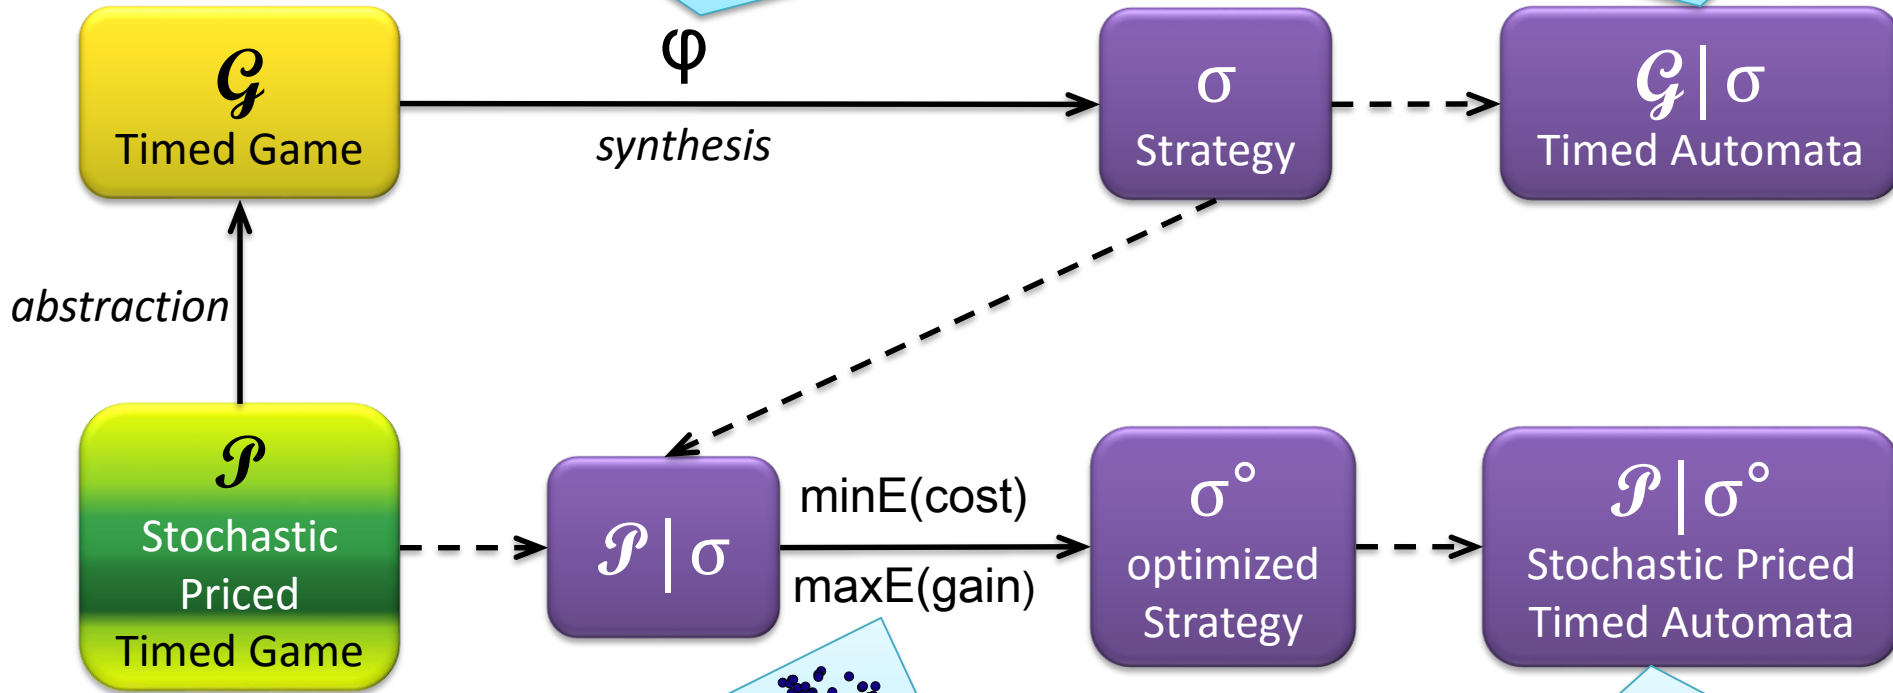 𝒢
Timed Game
φ
synthesis
σ
Strategy
𝒢|σ
Timed Automata
abstraction
𝒫
Stochastic
Priced
Timed Game
𝒫|σ
minE(cost)
maxE(gain)
σ°
optimized
Strategy
𝒫|σ°
Stochastic Priced
Timed Automata